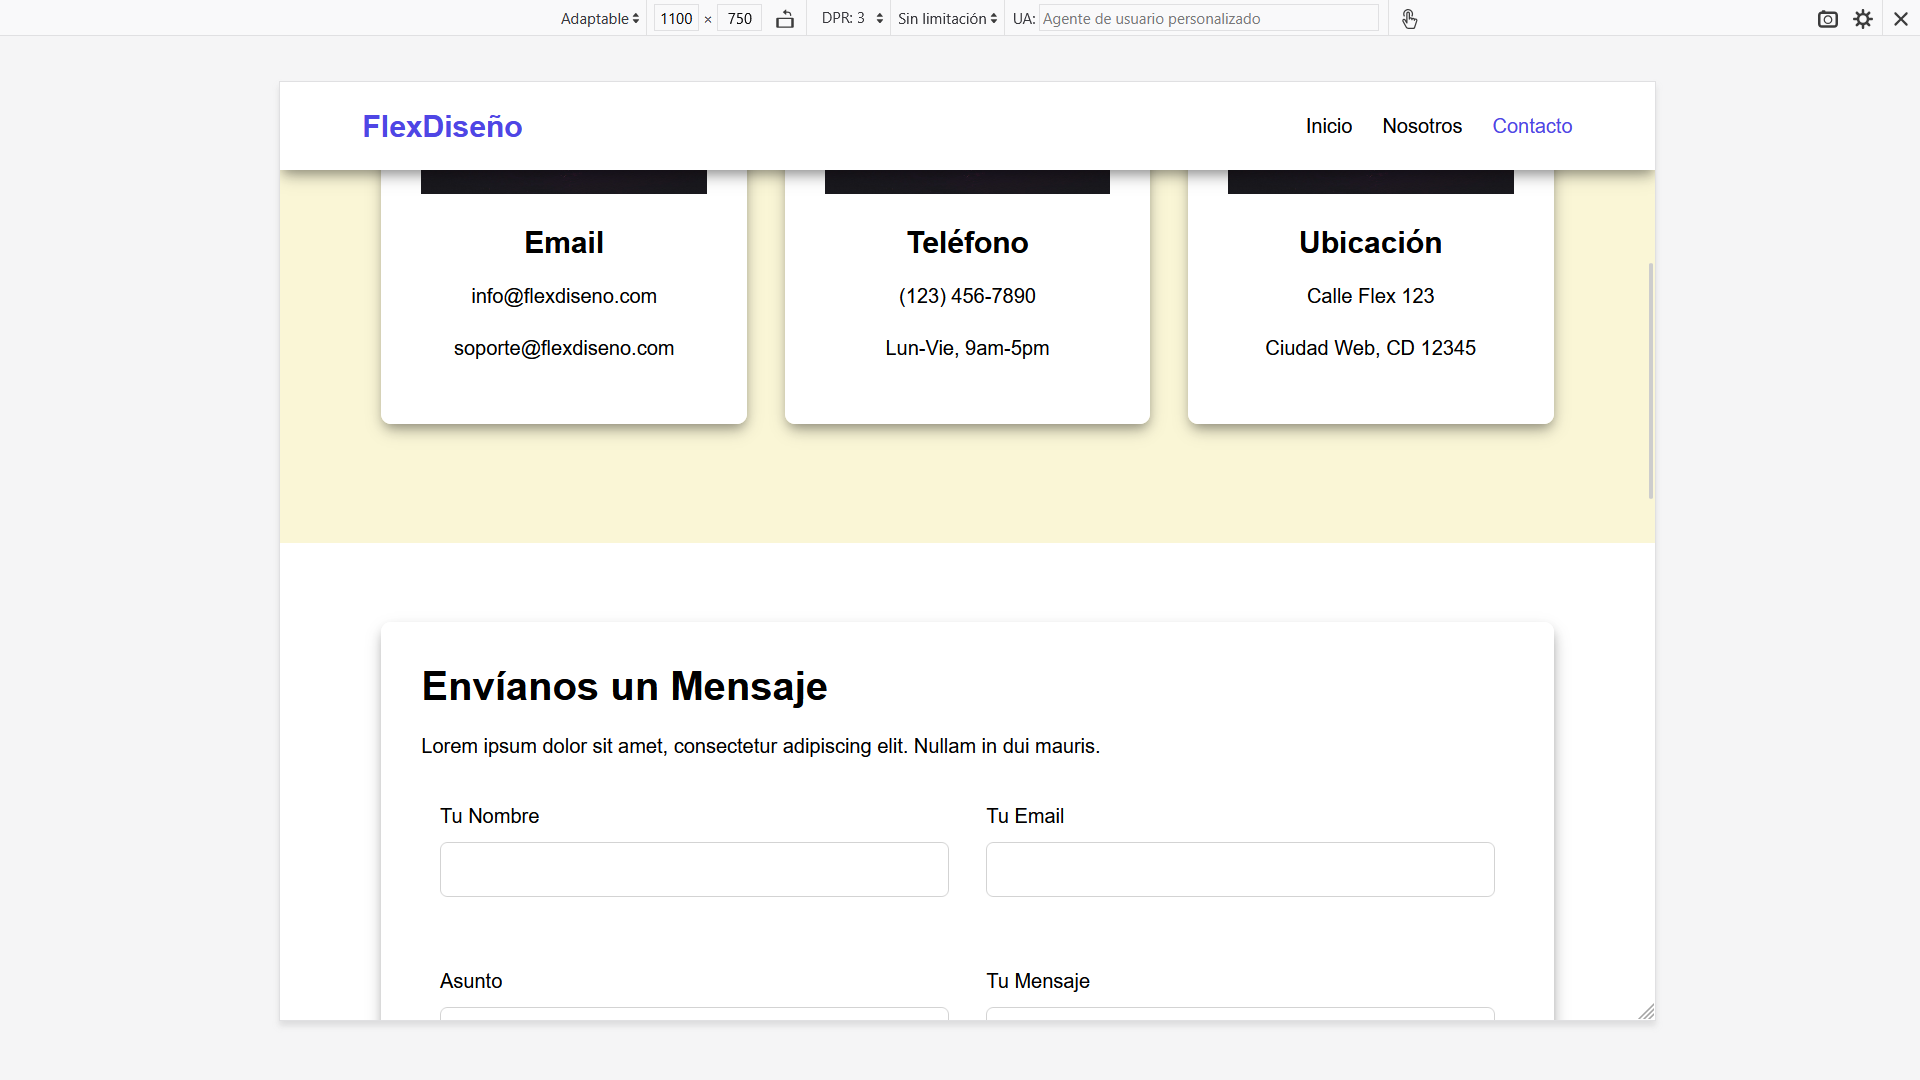 Adaptable 1100 × 750 DPR: 3 Sin limitación UA: Agente de usuario personalizado
FlexDiseño Inicio Nosotros Contacto
Email Teléfono Ubicación
info@flexdiseno.com (123) 456-7890 Calle Flex 123
soporte@flexdiseno.com Lun-Vie, 9am-5pm Ciudad Web, CD 12345
Envíanos un Mensaje
Lorem ipsum dolor sit amet, consectetur adipiscing elit. Nullam in dui mauris.
Tu Nombre Tu Email
Asunto Tu Mensaje